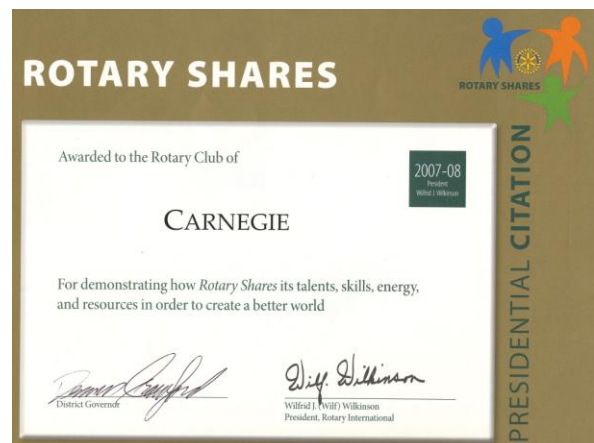 ROTARY SHARES
ROTARY SHARES
Awarded to the Rotary Club of
2007-08
President
Wilfrid J. Wilkinson
CARNEGIE
For demonstrating how Rotary Shares its talents, skills, energy,
and resources in order to create a better world
Wilf. Wilkinson
District Governor
Wilfrid J. (Wilf) Wilkinson
President, Rotary International
PRESIDENTIAL CITATION